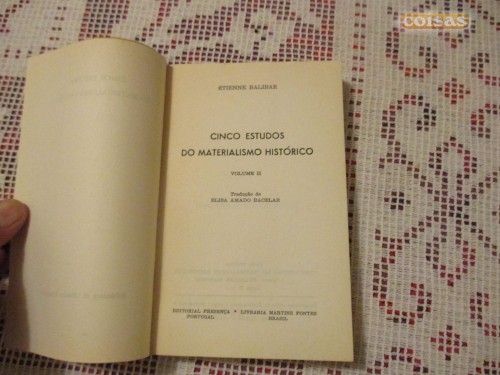 coisas
ETIENNE BALIBAR
CINCO ESTUDOS
DO MATERIALISMO HISTÓRICO
VOLUME II
Tradução de
ELISA AMADO BACELAR
EDITORIAL PRESENÇA • LIVRARIA MARTINS FONTES
PORTUGAL BRASIL